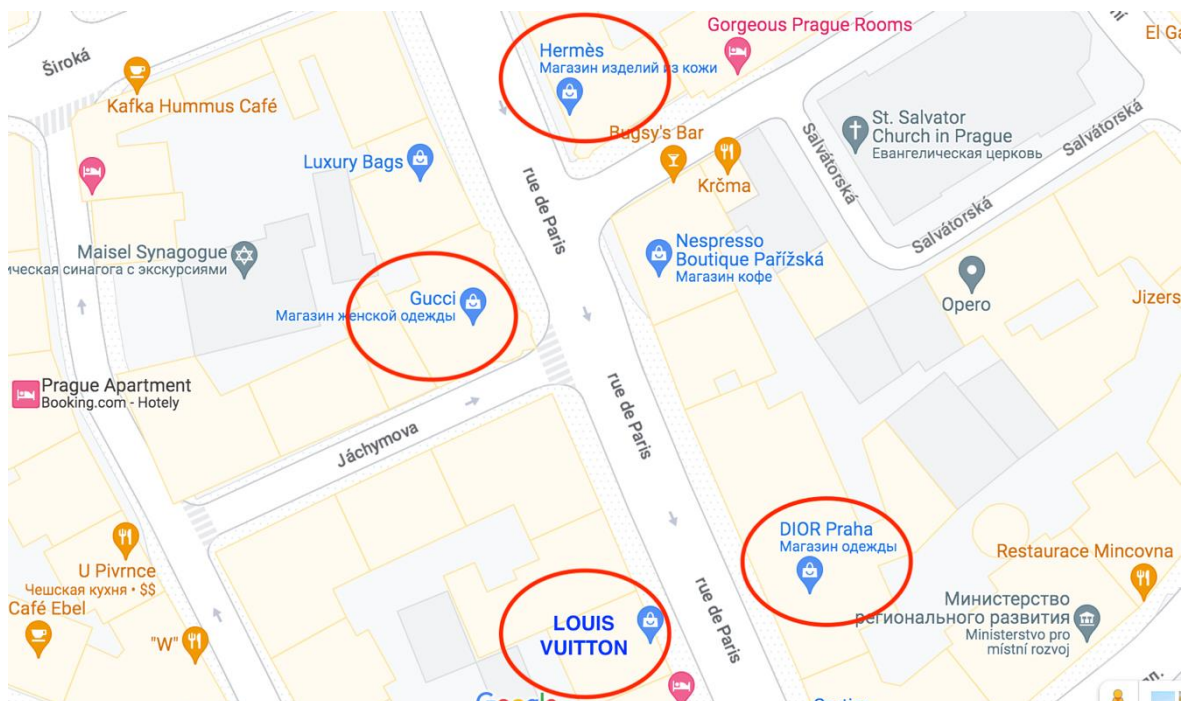 Široká
Kafka Hummus Café
Hermès
Магазин изделий из кожи
Gorgeous Prague Rooms
El Ga
Luxury Bags
Bugsy's Bar
Krčma
St. Salvator
Church in Prague
Евангелическая церковь
Salvátorská
Salvátorská
Salvátorská
rue de Paris
Maisel Synagogue
ическая синагога с экскурсиями
Nespresso
Boutique Pařížská
Магазин кофе
Gucci
Магазин женской одежды
Opero
Jizers
Prague Apartment
Booking.com - Hotely
rue de Paris
Jáchymova
DIOR Praha
Магазин одежды
Restaurace Mincovna
U Pivrnce
Чешская кухня • $$
Café Ebel
"W"
rue de Paris
LOUIS
VUITTON
Министерство
регионального развития
Ministerstvo pro
místní rozvoj